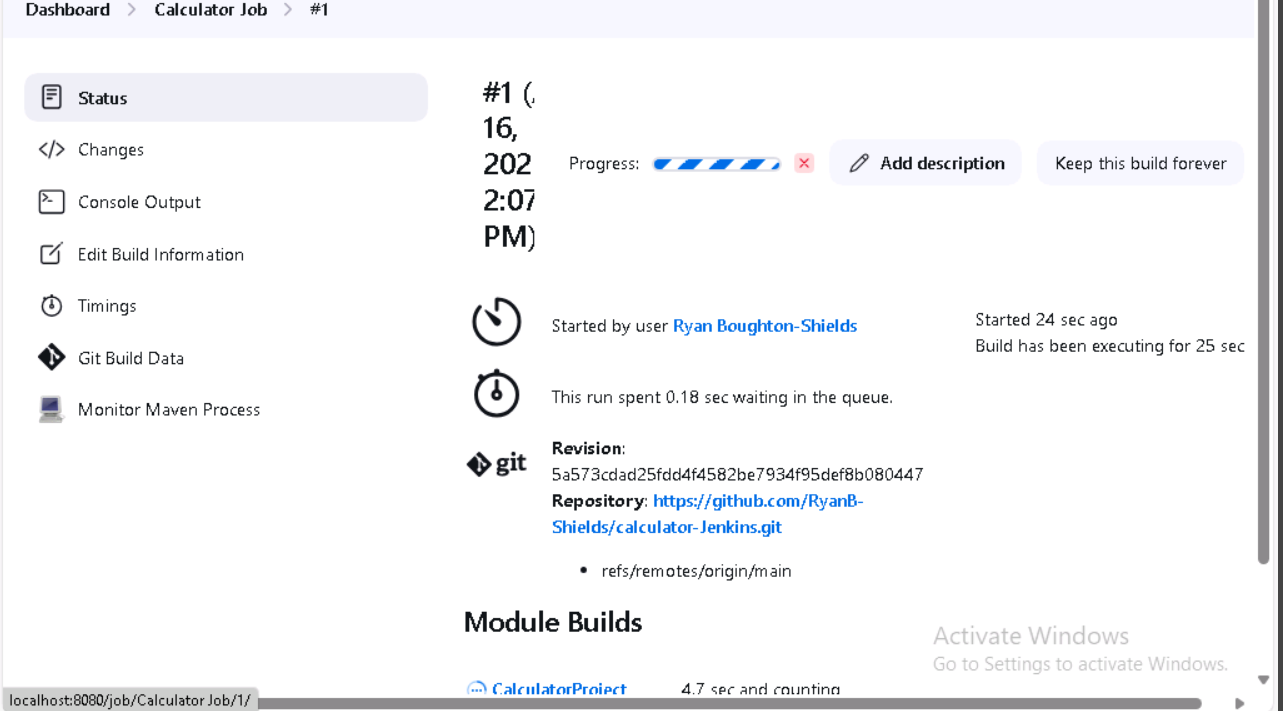 Dashboard > Calculator Job > #1
Status
Changes
Console Output
Edit Build Information
Timings
Git Build Data
Monitor Maven Process
#1 (
16,
202
2:07
PM)
Progress:
Add description
Keep this build forever
Started by user Ryan Boughton-Shields
Started 24 sec ago
Build has been executing for 25 sec
This run spent 0.18 sec waiting in the queue.
git
Revision:
5a573cdad25fdd4f4582be7934f95def8b080447
Repository: https://github.com/RyanB-
Shields/calculator-Jenkins.git
• refs/remotes/origin/main
Module Builds
CalculatorProject 4.7 sec and counting
Activate Windows
Go to Settings to activate Windows.
localhost:8080/job/Calculator Job/1/